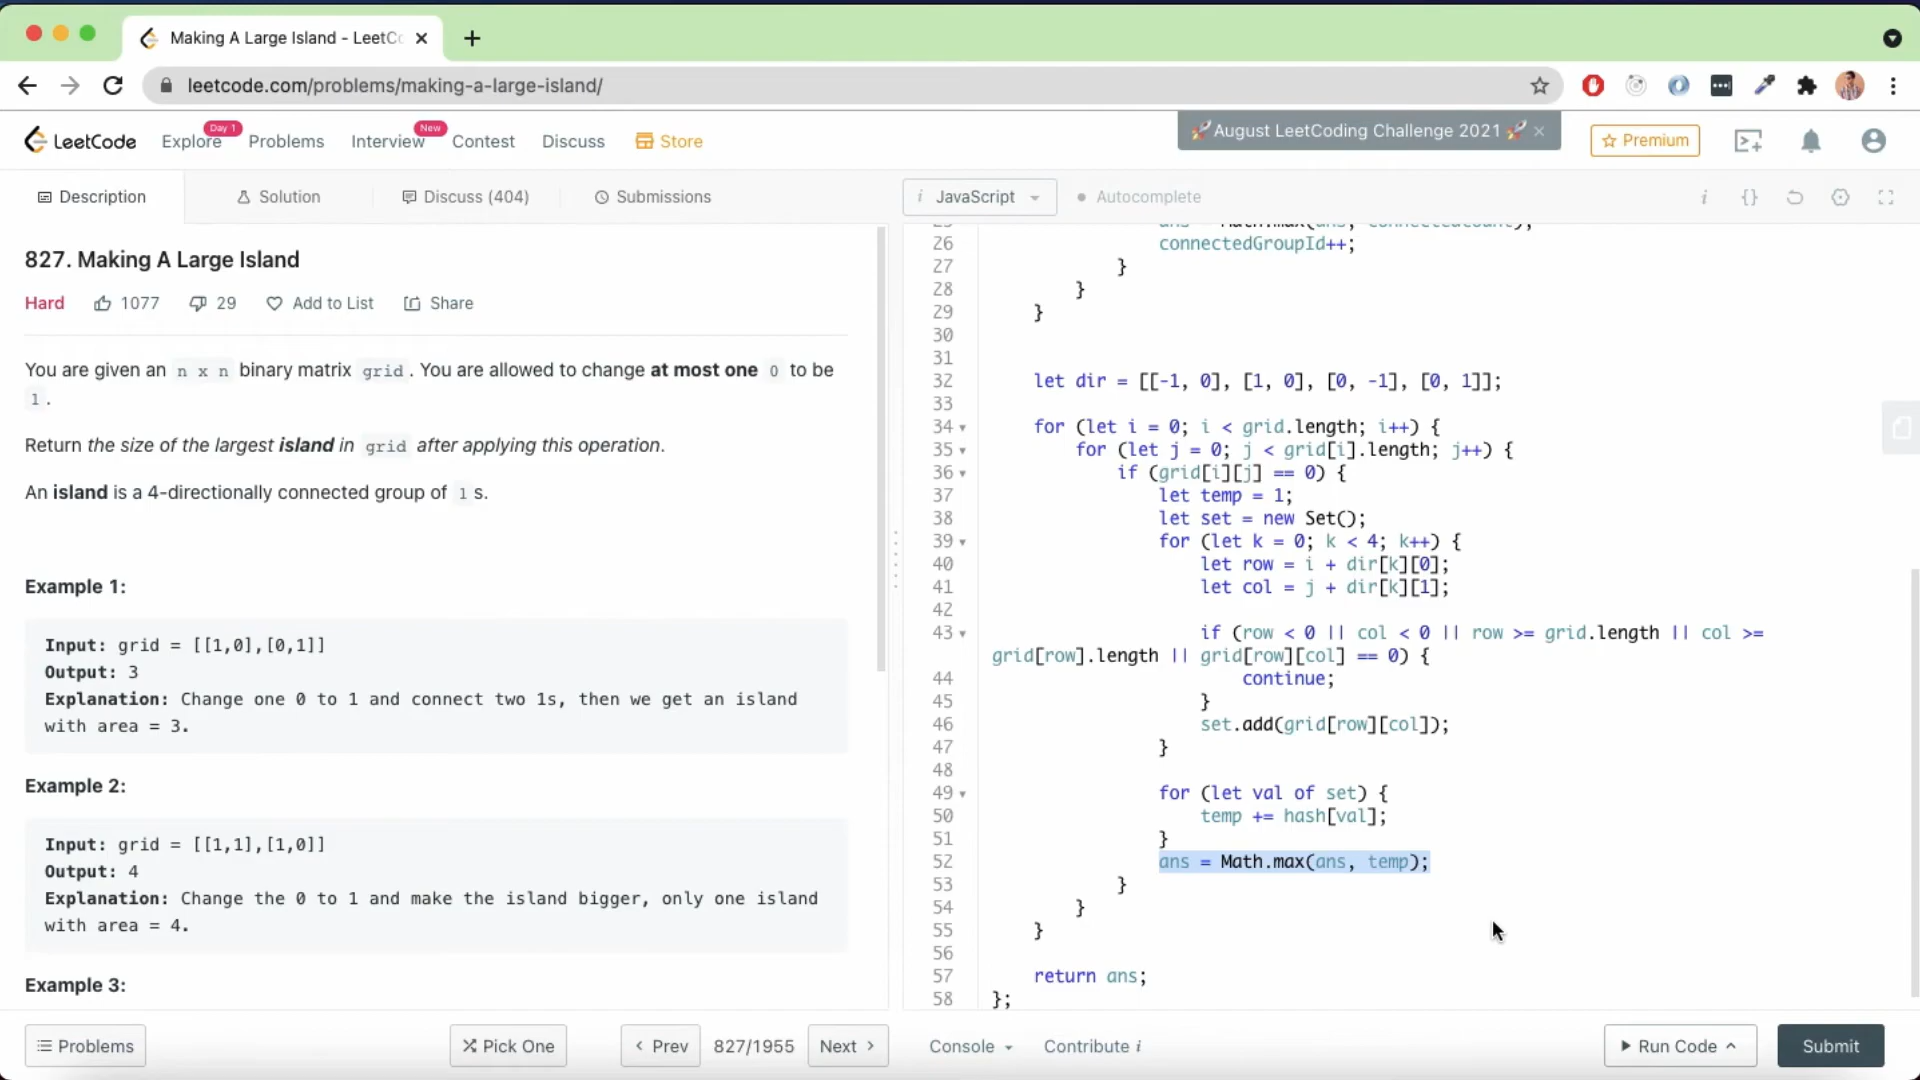 Making A Large Island - LeetC
leetcode.com/problems/making-a-large-island/
LeetCode
Explore
Day 1
Problems
Interview
New
Contest
Discuss
Store
🚀August LeetCoding Challenge 2021 🚀
Premium
Description
Solution
Discuss (404)
Submissions
i JavaScript
Autocomplete
827. Making A Large Island
Hard 1077 29 Add to List Share
You are given an n x n binary matrix grid. You are allowed to change at most one 0 to be
1.
Return the size of the largest island in grid after applying this operation.
An island is a 4-directionally connected group of 1s.
Example 1:
Input: grid = [[1,0],[0,1]]
Output: 3
Explanation: Change one 0 to 1 and connect two 1s, then we get an island
with area = 3.
Example 2:
Input: grid = [[1,1],[1,0]]
Output: 4
Explanation: Change the 0 to 1 and make the island bigger, only one island
with area = 4.
Example 3:
26 connectedGroupId++;
27 }
28 }
29 }
30
31
32 let dir = [[-1, 0], [1, 0], [0, -1], [0, 1]];
33
34 for (let i = 0; i < grid.length; i++) {
35 for (let j = 0; j < grid[i].length; j++) {
36 if (grid[i][j] == 0) {
37 let temp = 1;
38 let set = new Set();
39 for (let k = 0; k < 4; k++) {
40 let row = i + dir[k][0];
41 let col = j + dir[k][1];
42
43 if (row < 0 || col < 0 || row >= grid.length || col >=
grid[row].length || grid[row][col] == 0) {
44 continue;
45 }
46 set.add(grid[row][col]);
47 }
48
49 for (let val of set) {
50 temp += hash[val];
51 }
52 ans = Math.max(ans, temp);
53 }
54 }
55 }
56
57 return ans;
58 };
Problems
Pick One
Prev
827/1955
Next
Console
Contribute i
Run Code
Submit